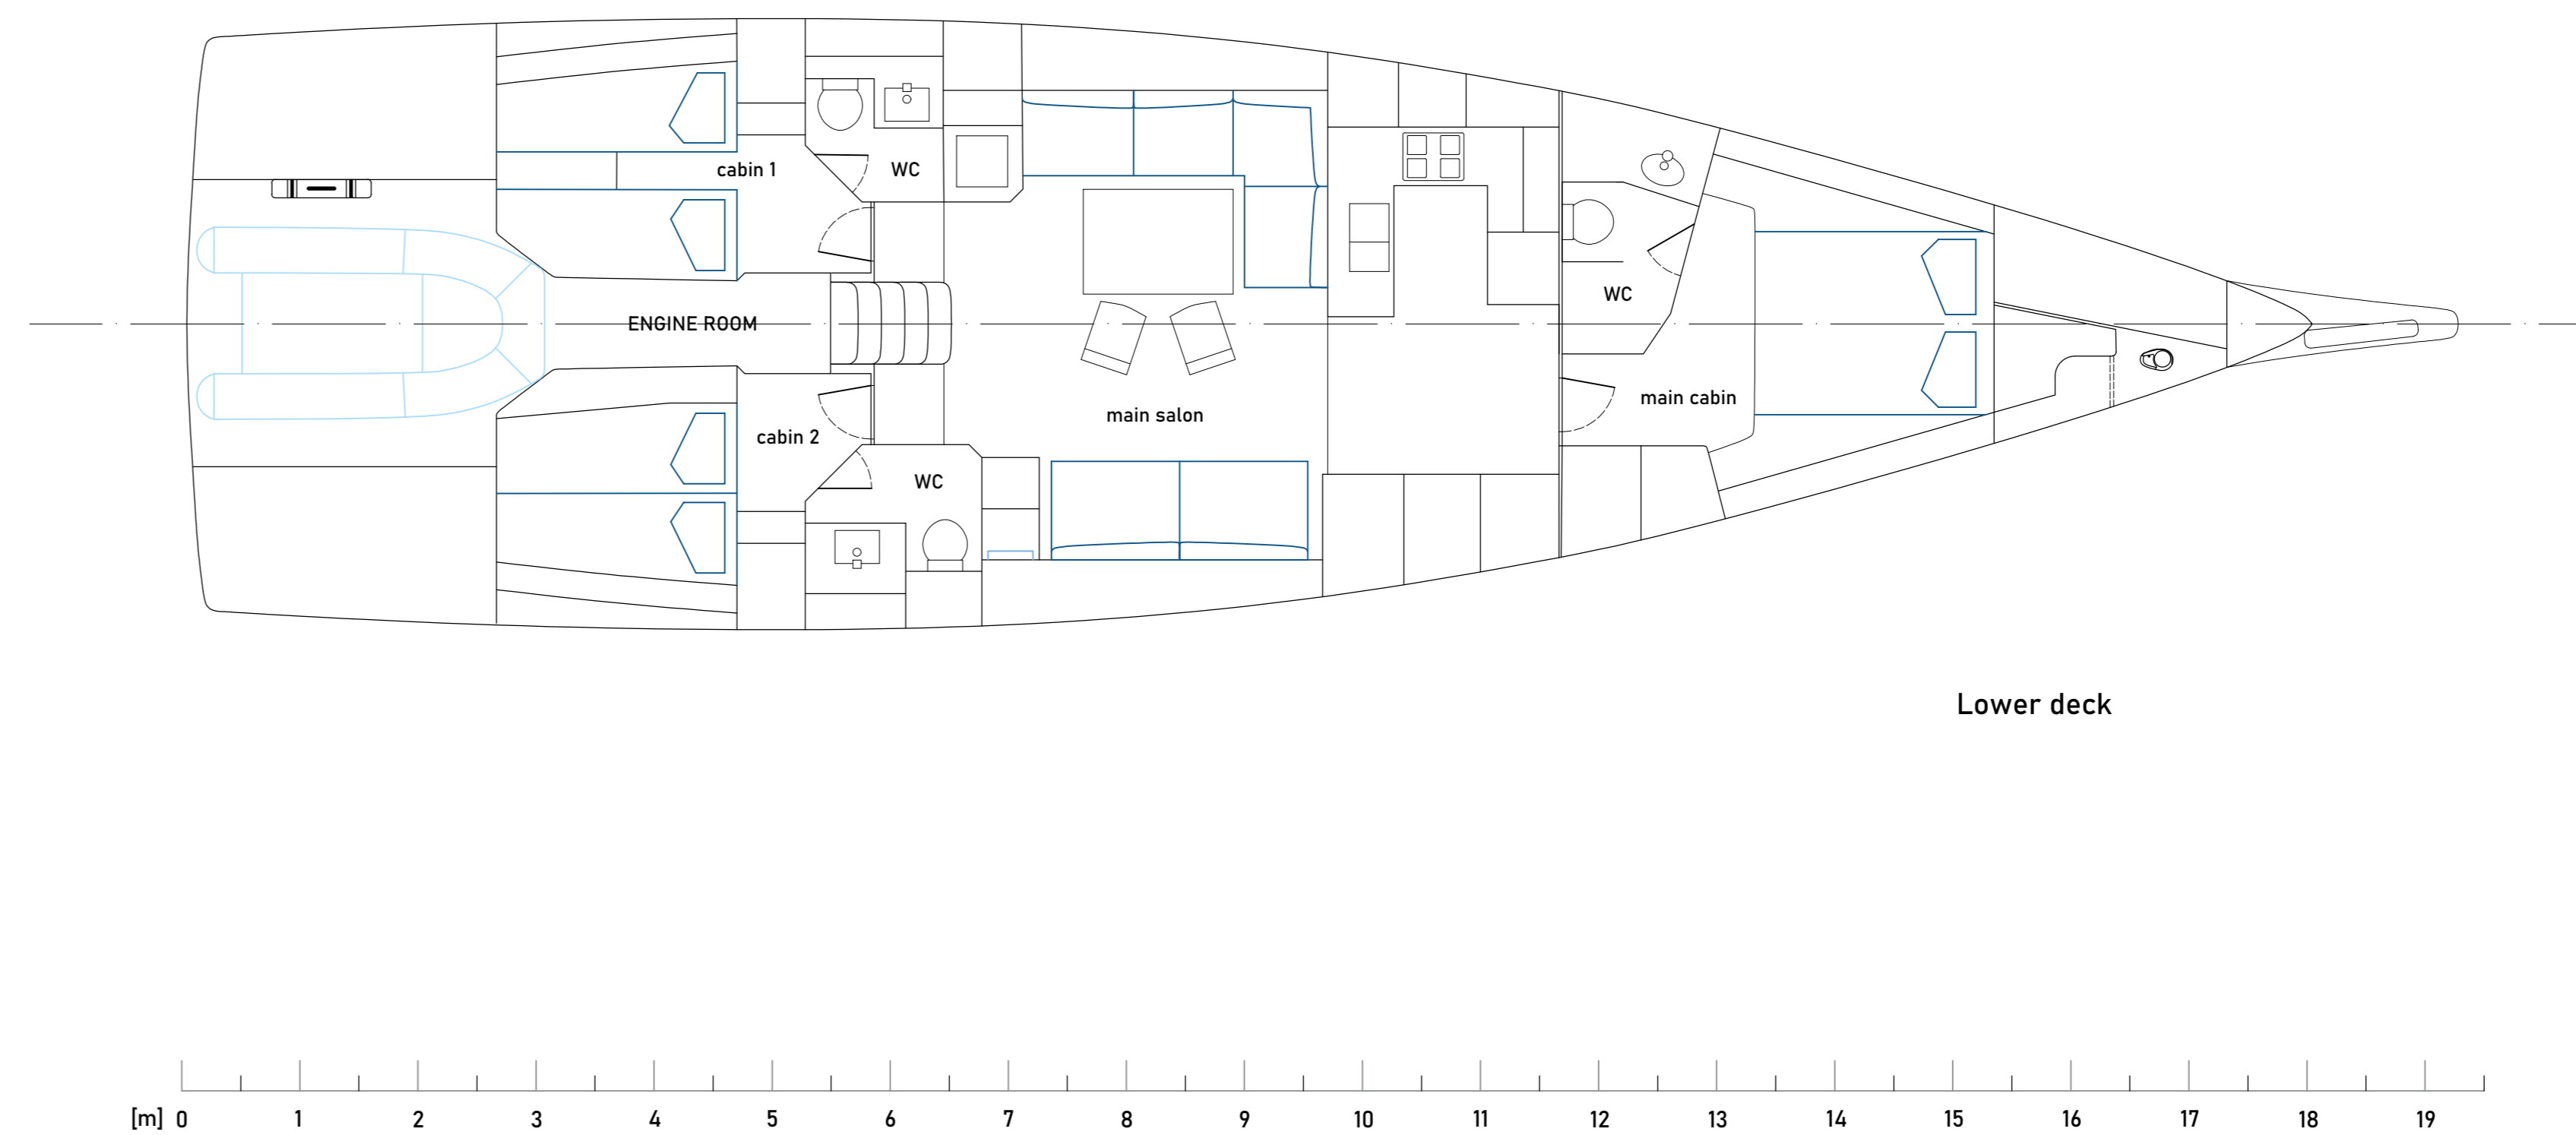 cabin 1
WC
ENGINE ROOM
WC
main salon
main cabin
cabin 2
WC
Lower deck
[m] 0 1 2 3 4 5 6 7 8 9 10 11 12 13 14 15 16 17 18 19